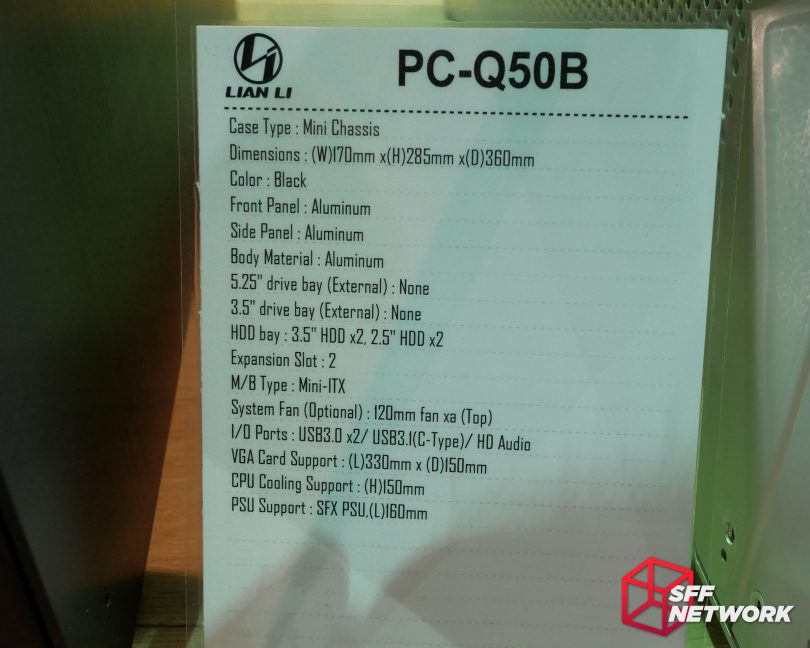 LIAN LI
PC-Q50B
Case Type : Mini Chassis
Dimensions : (W)170mm x(H)285mm x(D)360mm
Color : Black
Front Panel : Aluminum
Side Panel : Aluminum
Body Material : Aluminum
5.25" drive bay (External) : None
3.5" drive bay (External) : None
HDD bay : 3.5" HDD x2, 2.5" HDD x2
Expansion Slot : 2
M/B Type : Mini-ITX
System Fan (Optional) : 120mm fan xa (Top)
I/O Ports : USB3.0 x2/ USB3.1(C-Type)/ HD Audio
VGA Card Support : (L)330mm x (D)150mm
CPU Cooling Support : (H)150mm
PSU Support : SFX PSU,(L)160mm
SFF
NETWORK